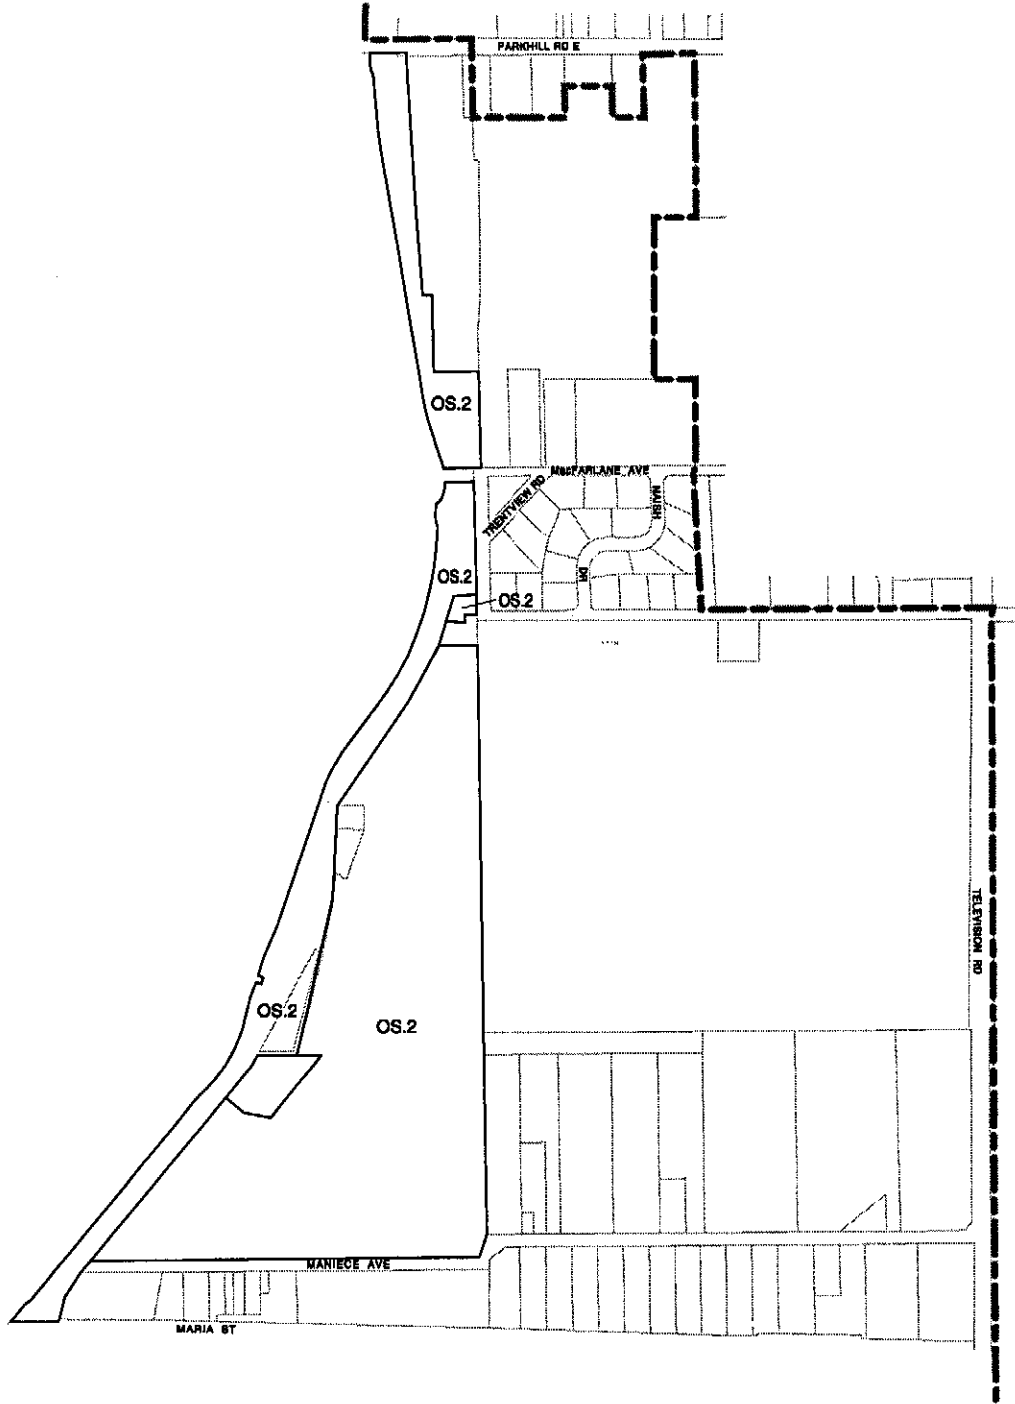 PARKHILL RD E
OS.2
MacFARLANE AVE
TRENTVIEW RD
NAISH
DR
OS.2
OS.2
TELEVISION RD
OS.2
OS.2
MANIECE AVE
MARIA ST